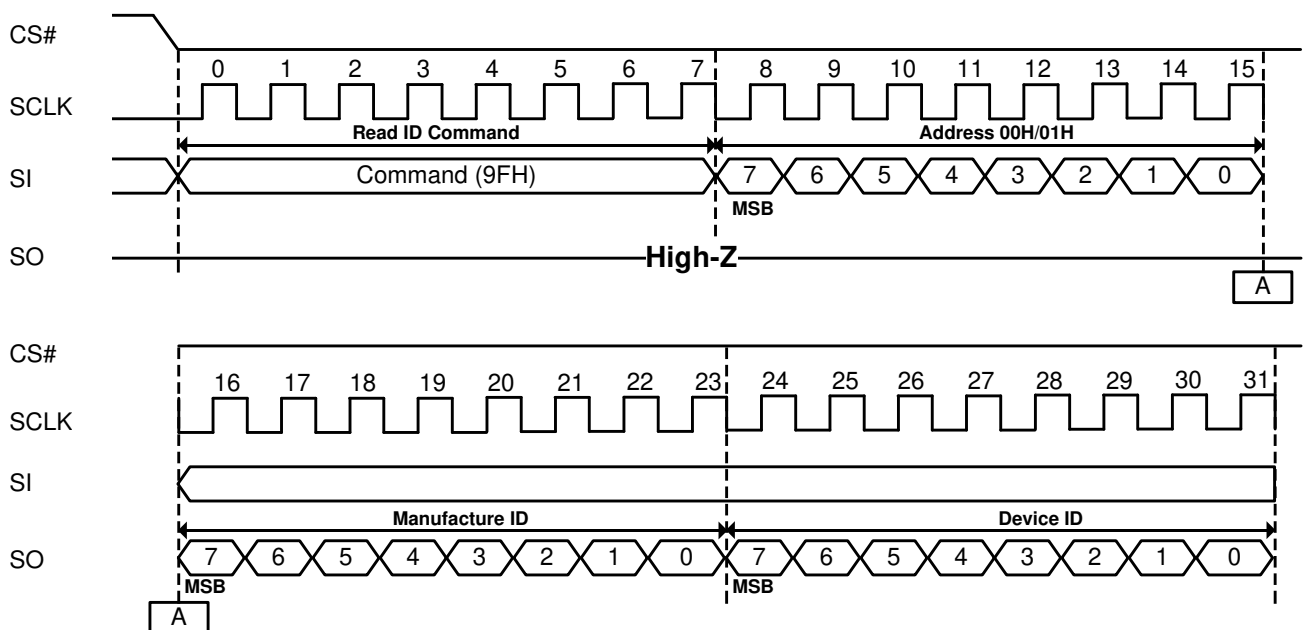 CS#
0 1 2 3 4 5 6 7 8 9 10 11 12 13 14 15
SCLK
Read ID Command Address 00H/01H
SI Command (9FH) 7 6 5 4 3 2 1 0
MSB
SO High-Z
A
CS#
16 17 18 19 20 21 22 23 24 25 26 27 28 29 30 31
SCLK
SI
Manufacture ID Device ID
SO 7 6 5 4 3 2 1 0 7 6 5 4 3 2 1 0
MSB MSB
A